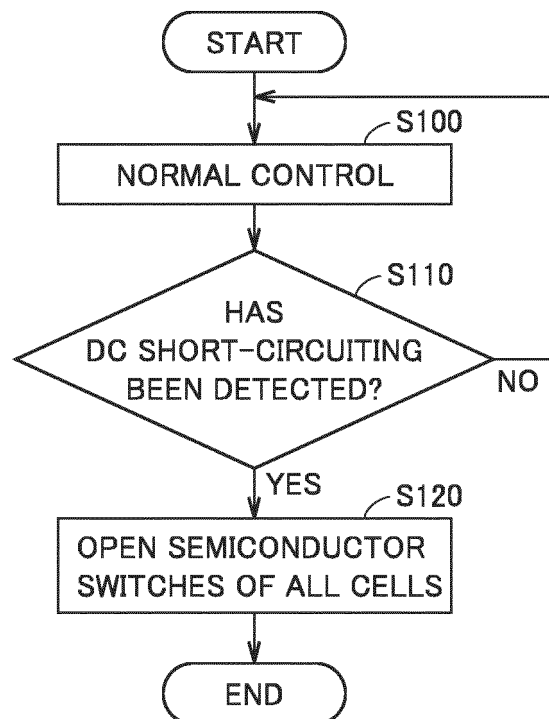 START
S100
NORMAL CONTROL
S110
HAS
DC SHORT-CIRCUITING
BEEN DETECTED?
NO
YES
S120
OPEN SEMICONDUCTOR
SWITCHES OF ALL CELLS
END